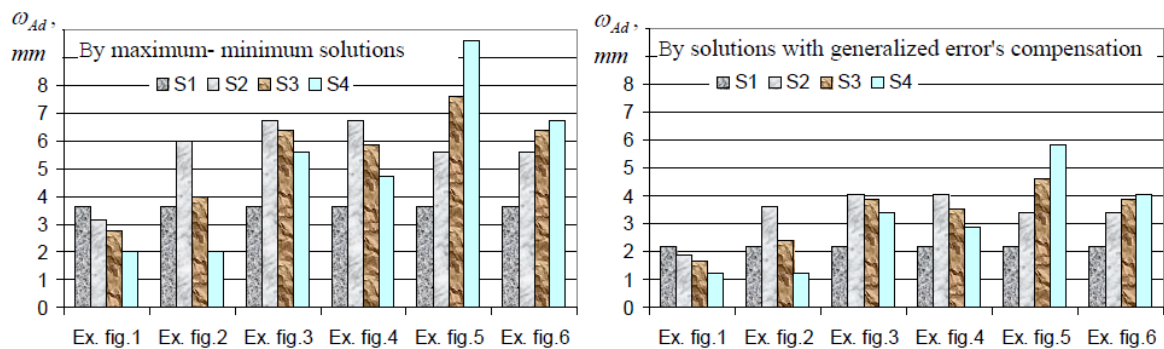 ω_Ad,
mm
By maximum- minimum solutions
S1 S2 S3 S4
8
7
6
5
4
3
2
1
0
Ex. fig.1 Ex. fig.2 Ex. fig.3 Ex. fig.4 Ex. fig.5 Ex. fig.6
ω_Ad,
mm
By solutions with generalized error's compensation
S1 S2 S3 S4
8
7
6
5
4
3
2
1
0
Ex. fig.1 Ex. fig.2 Ex. fig.3 Ex. fig.4 Ex. fig.5 Ex. fig.6